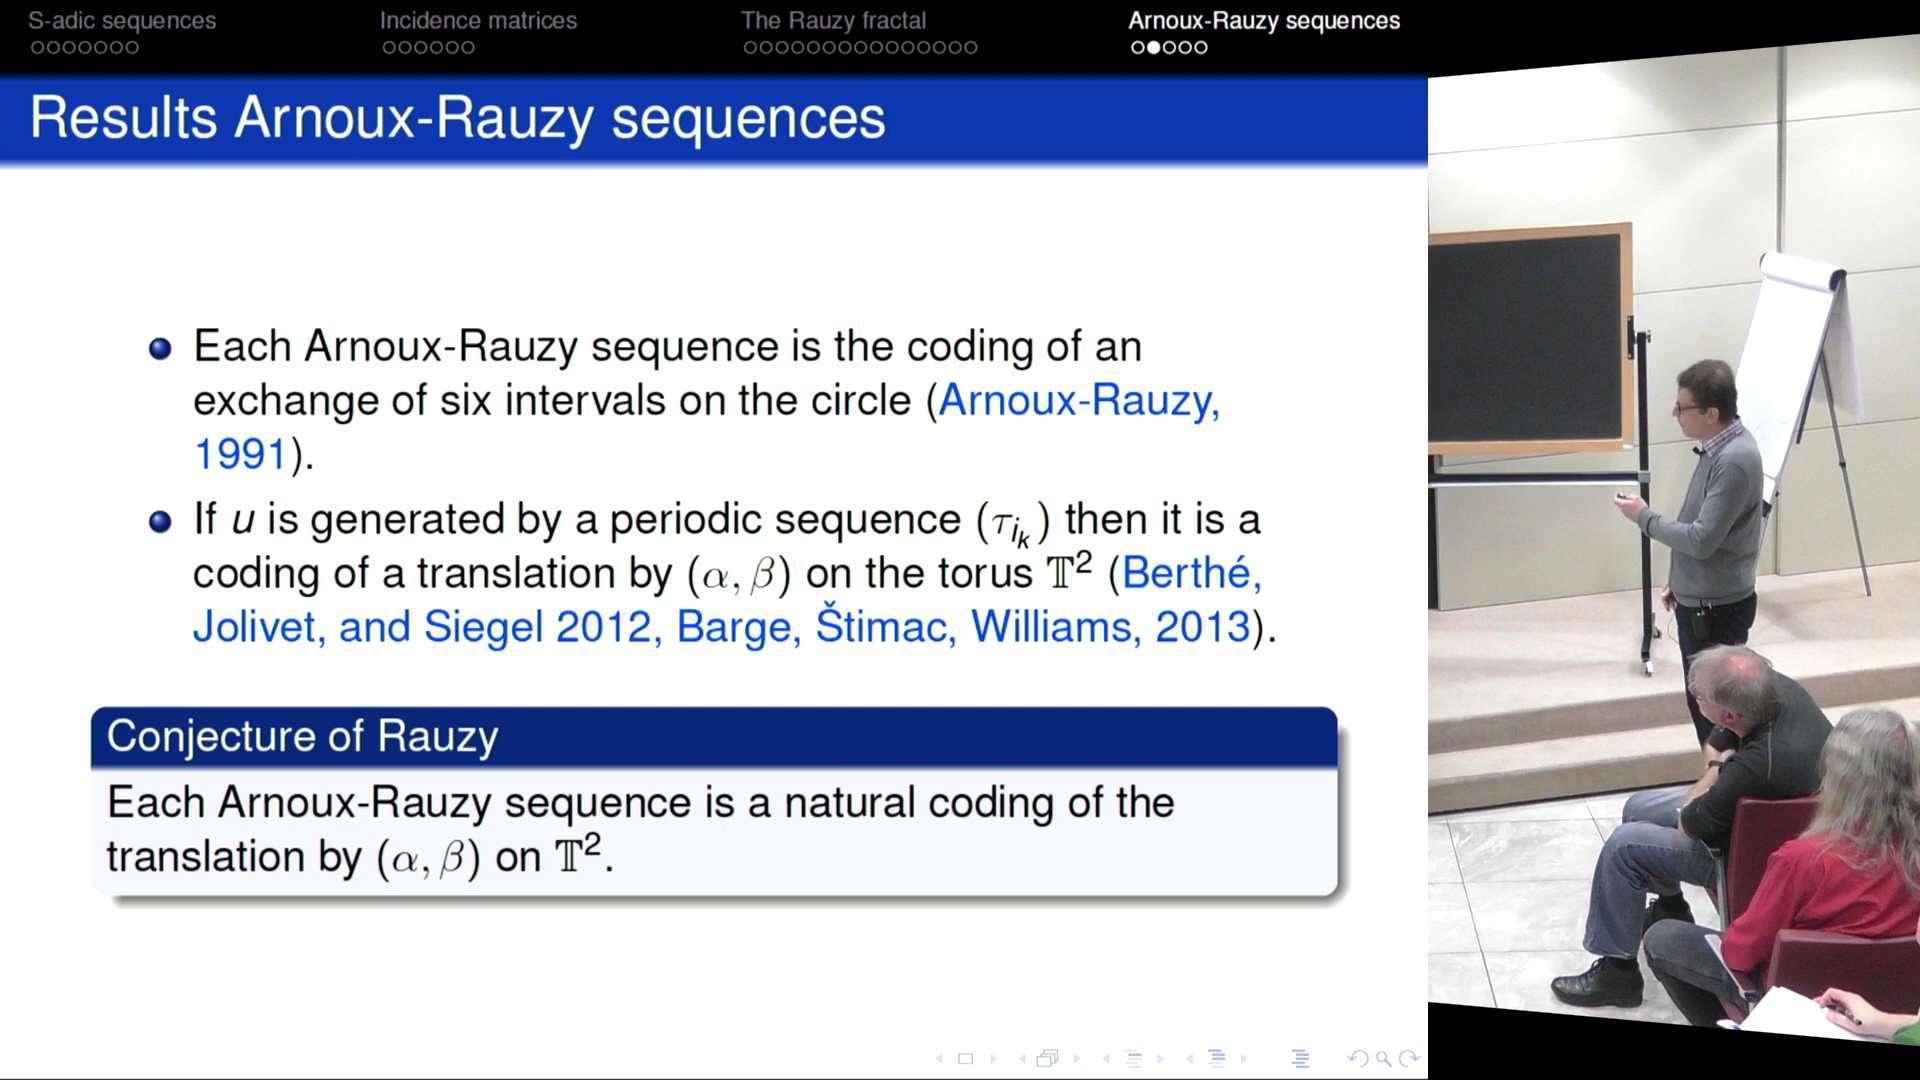 S-adic sequences Incidence matrices The Rauzy fractal Arnoux-Rauzy sequences
Results Arnoux-Rauzy sequences
Each Arnoux-Rauzy sequence is the coding of an
exchange of six intervals on the circle (Arnoux-Rauzy,
1991).
If u is generated by a periodic sequence (τ_{i_k}) then it is a
coding of a translation by (α, β) on the torus 𝕋² (Berthé,
Jolivet, and Siegel 2012, Barge, Štimac, Williams, 2013).
Conjecture of Rauzy
Each Arnoux-Rauzy sequence is a natural coding of the
translation by (α, β) on 𝕋².